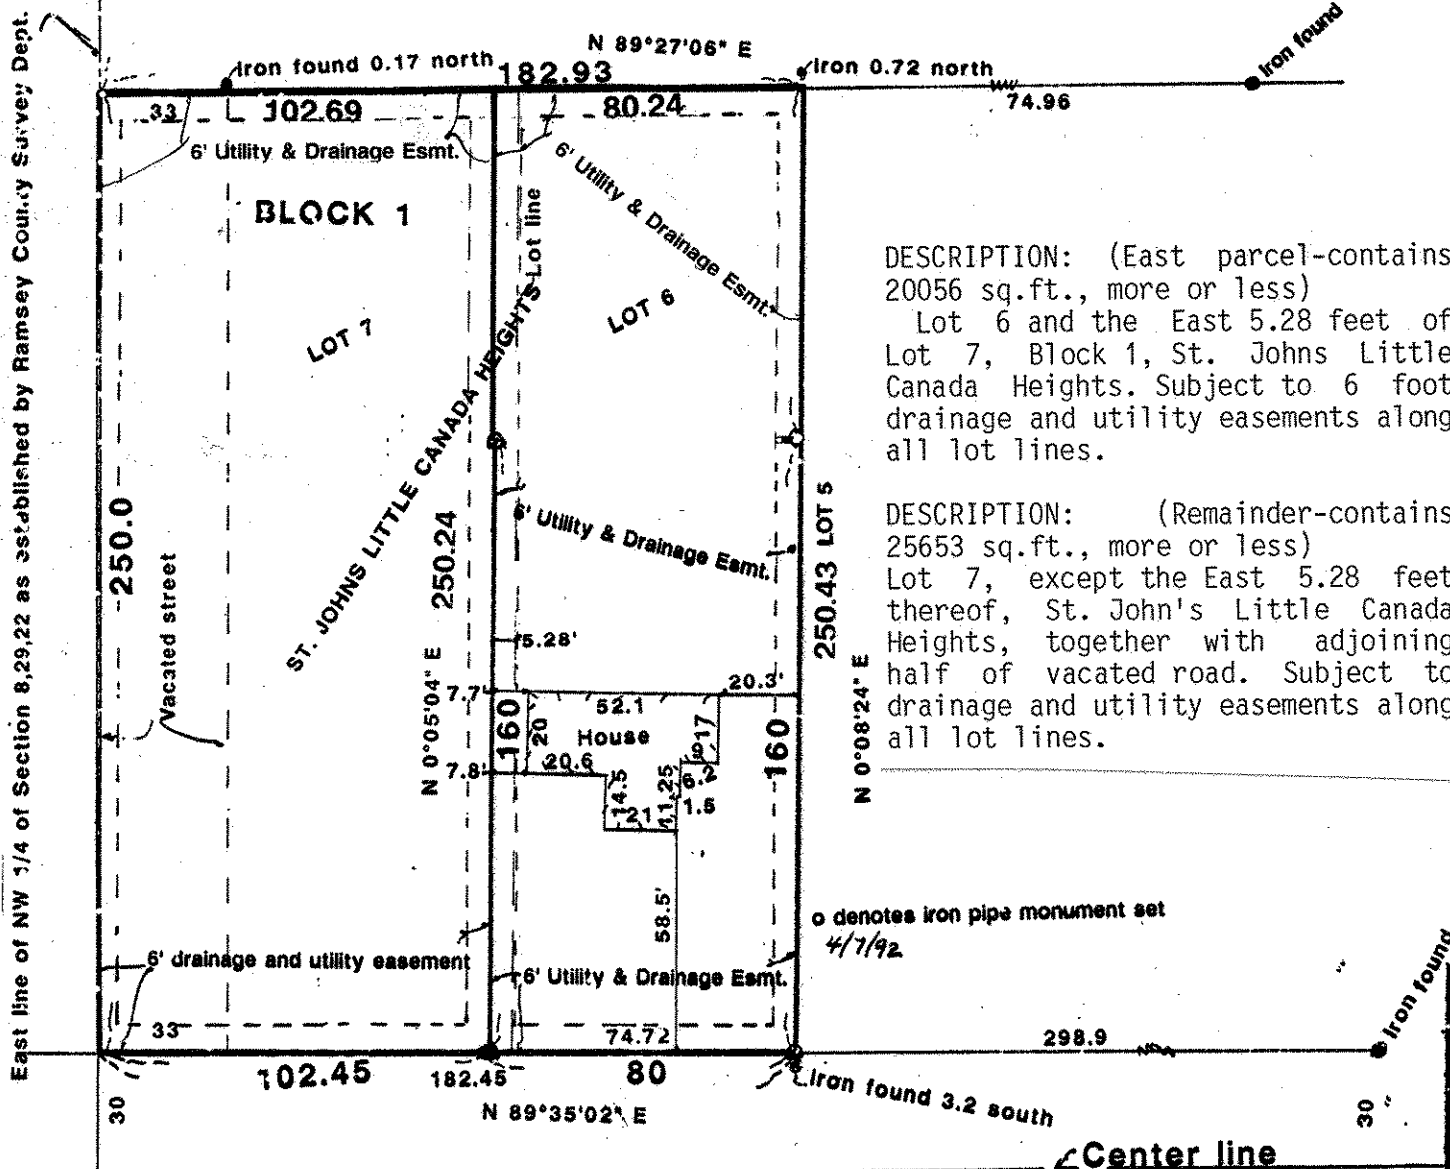 East line of NW 1/4 of Section 8,29,22 as established by Ramsey County Survey Dept.
N 89°27'06" E
Iron found 0.17 north
182.93
Iron 0.72 north
Iron found
74.96
33
102.69
80.24
6' Utility & Drainage Esmt.
6' Utility & Drainage Esmt.
BLOCK 1
Lot line
LOT 7
LOT 6
ST. JOHNS LITTLE CANADA HEIGHTS
DESCRIPTION: (East parcel-contains
20056 sq.ft., more or less)
Lot 6 and the East 5.28 feet of
Lot 7, Block 1, St. Johns Little
Canada Heights. Subject to 6 foot
drainage and utility easements along
all lot lines.
250.0
Vacated street
250.24
N 0°05'04" E
6' Utility & Drainage Esmt.
250.43 LOT 5
N 0°08'24" E
DESCRIPTION: (Remainder-contains
25653 sq.ft., more or less)
Lot 7, except the East 5.28 feet
thereof, St. John's Little Canada
Heights, together with adjoining
half of vacated road. Subject to
drainage and utility easements along
all lot lines.
5.28'
7.7'
20.3'
52.1
160
20
House
17
160
7.8'
20.6
14.5
21
11.25
6.2
1.5
58.5'
o denotes iron pipe monument set
4/7/92
6' drainage and utility easement
6' Utility & Drainage Esmt.
33
74.72
298.9
Iron found
102.45
182.45
80
Iron found 3.2 south
N 89°35'02" E
30
30
Center line